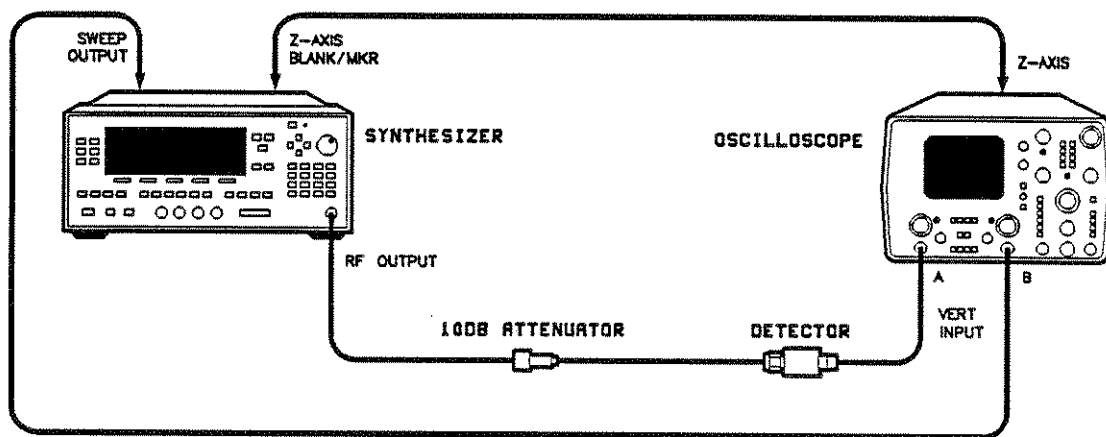 SWEEP
OUTPUT
Z-AXIS
BLANK/MKR
Z-AXIS
SYNTHESIZER
OSCILLOSCOPE
RF OUTPUT
A
B
VERT
INPUT
10DB ATTENUATOR
DETECTOR